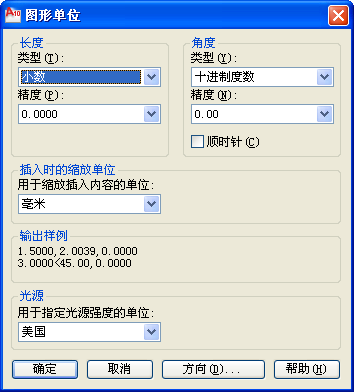 图形单位
长度
类型(T):
小数
精度(P):
0.0000
角度
类型(Y):
十进制度数
精度(N):
0.00
顺时针(C)
插入时的缩放单位
用于缩放插入内容的单位:
毫米
输出样例
1.5000,2.0039,0.0000
3.0000<45.00,0.0000
光源
用于指定光源强度的单位:
美国
确定
取消
方向(D)...
帮助(H)